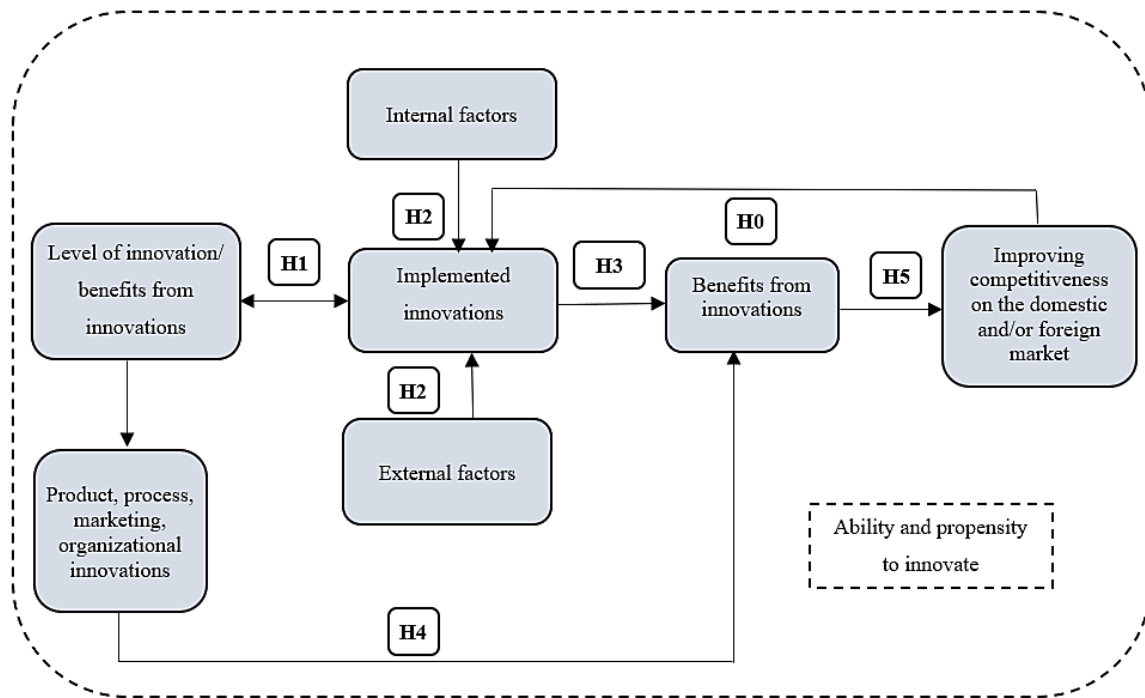 Internal factors
H2
H0
Level of innovation/
benefits from
innovations
H1
Implemented
innovations
H3
Benefits from
innovations
H5
Improving
competitiveness
on the domestic
and/or foreign
market
H2
External factors
Product, process,
marketing,
organizational
innovations
Ability and propensity
to innovate
H4